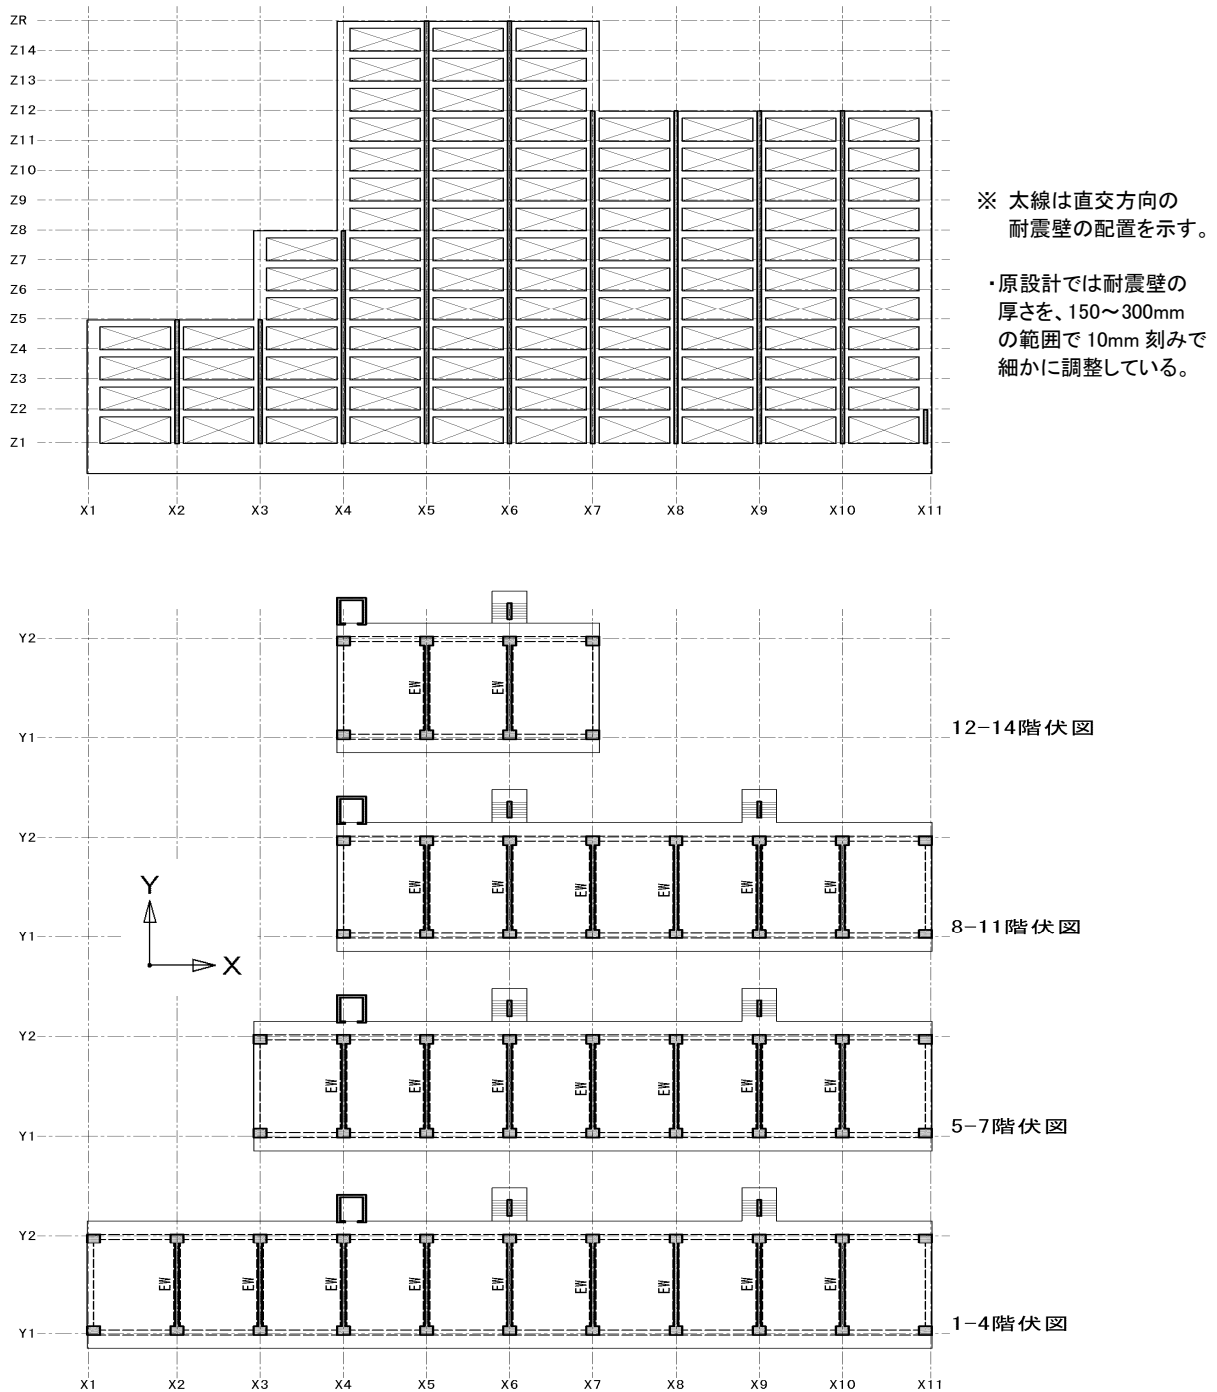 ZR
Z14
Z13
Z12
Z11
Z10
Z9
Z8
Z7
Z6
Z5
Z4
Z3
Z2
Z1
X1 X2 X3 X4 X5 X6 X7 X8 X9 X10 X11
※ 太線は直交方向の
耐震壁の配置を示す。
・原設計では耐震壁の
厚さを、150～300mm
の範囲で 10mm 刻みで
細かに調整している。
Y2
EW EW
Y1
12-14階伏図
Y2
EW EW EW EW EW EW
Y1
8-11階伏図
Y
X
Y2
EW EW EW EW EW EW EW
Y1
5-7階伏図
Y2
EW EW EW EW EW EW EW EW EW
Y1
1-4階伏図
X1 X2 X3 X4 X5 X6 X7 X8 X9 X10 X11